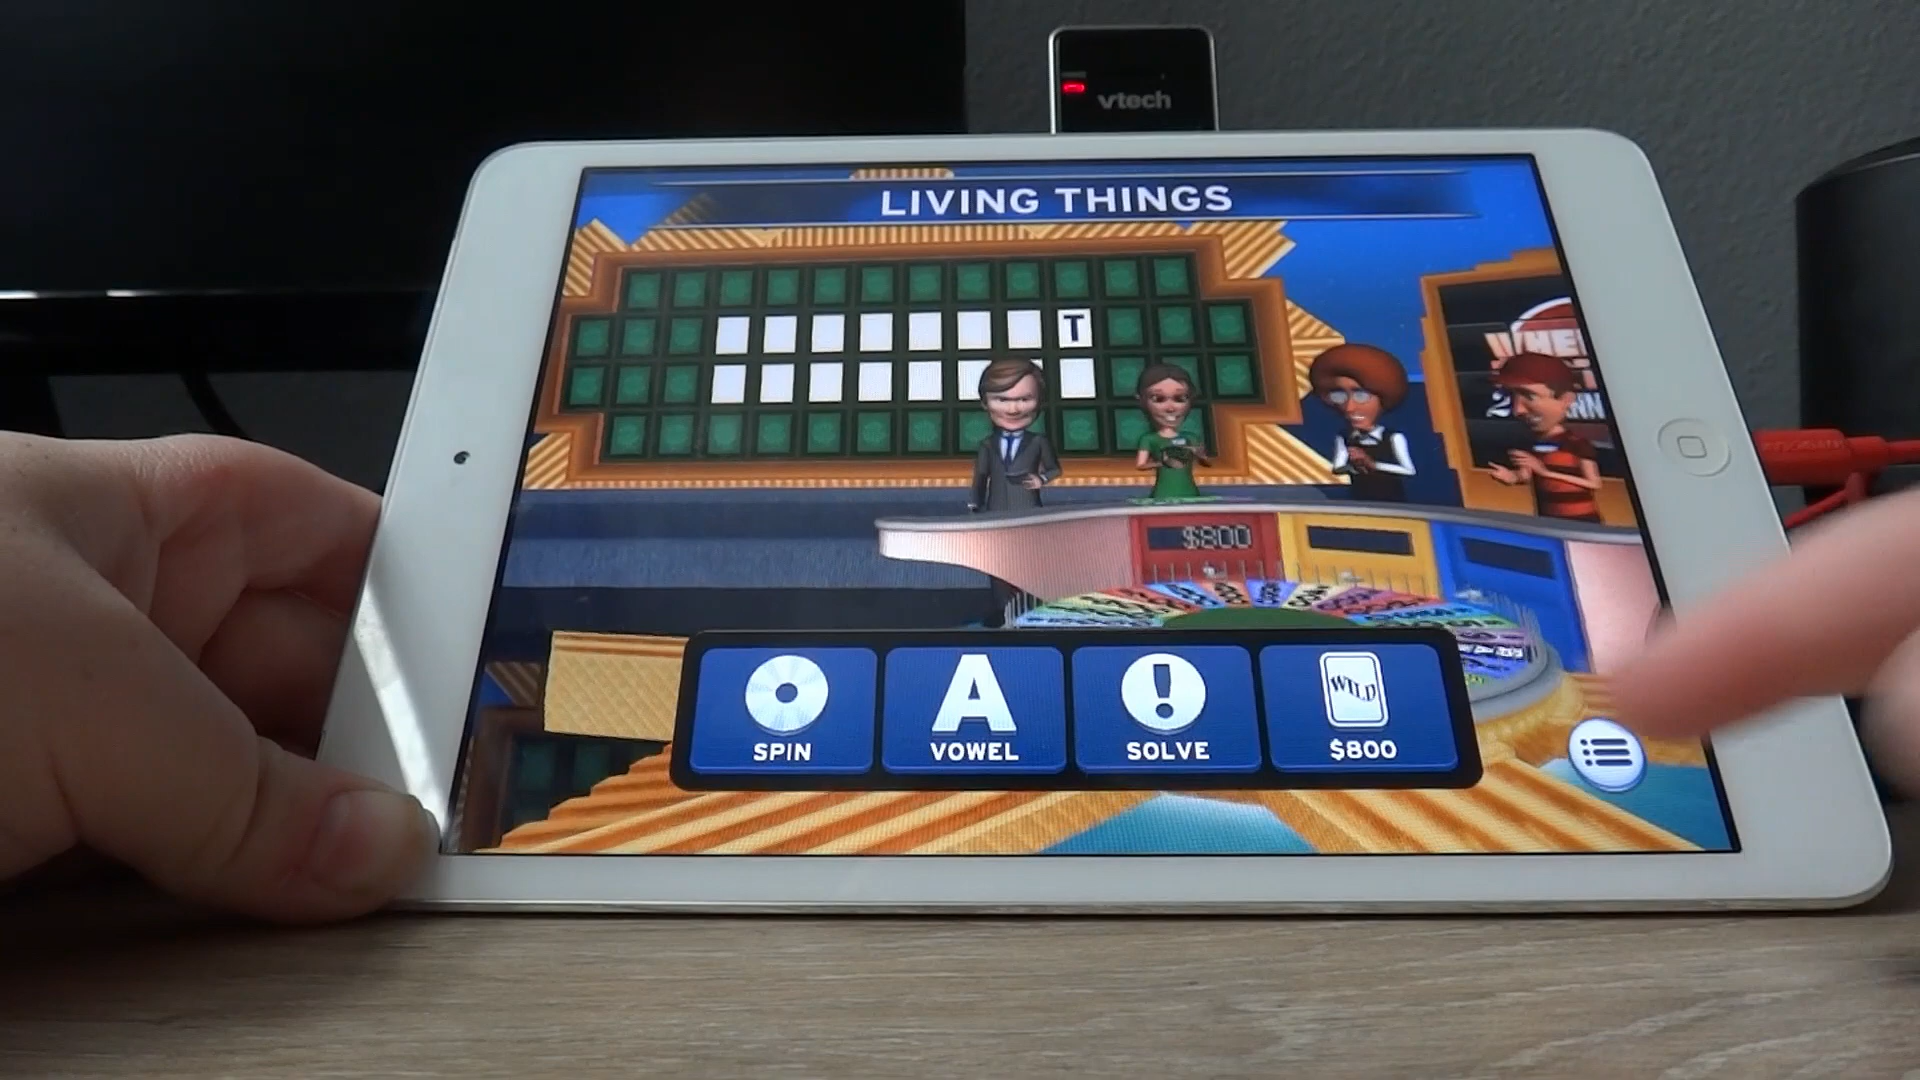 vtech
LIVING THINGS
T
$800
SPIN
VOWEL
SOLVE
WILD
$800